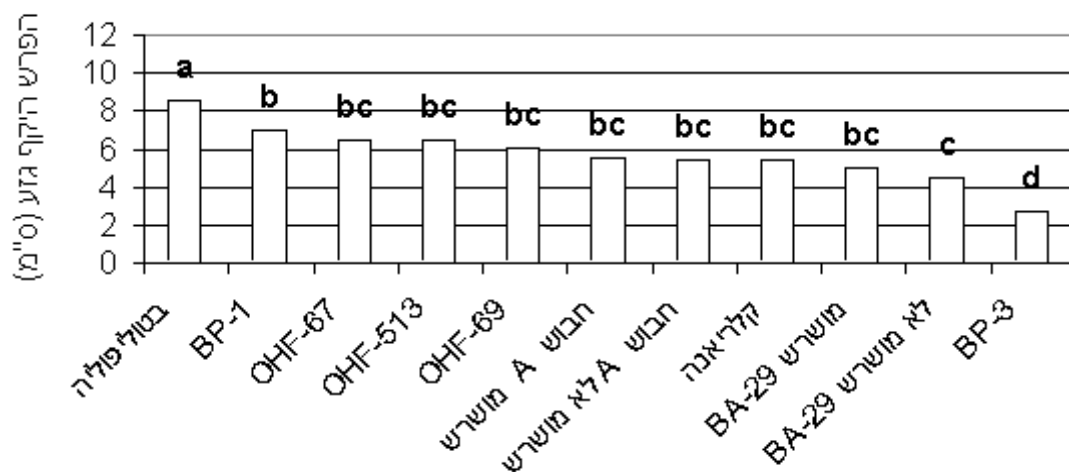 הפרש היקף גזע (ס"מ)
12
10
8
6
4
2
0
a
b
bc
bc
bc
bc
bc
bc
bc
c
d
בטוליפוליה
BP-1
OHF-67
OHF-513
OHF-69
חבוש A מושרש
חבוש A לא מושרש
קלריאנה
מושרש BA-29
לא מושרש BA-29
BP-3